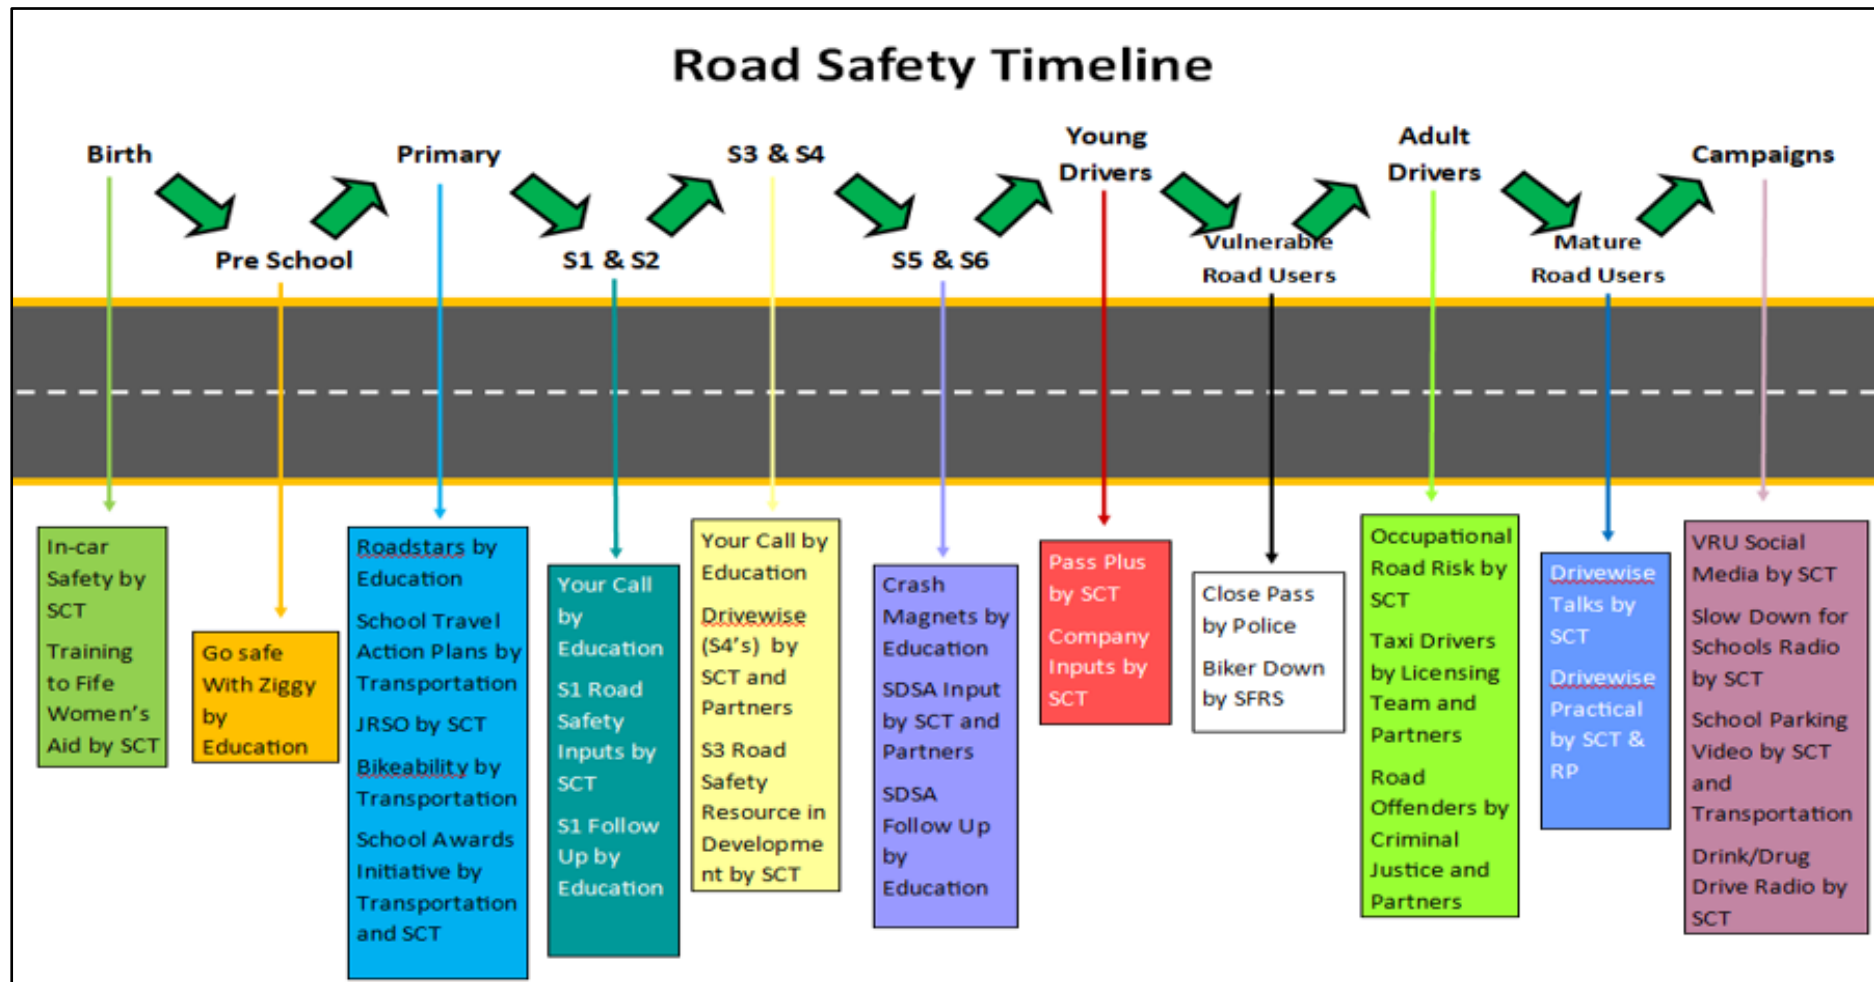 Road Safety Timeline
Birth
Pre School
Primary
S1 & S2
S3 & S4
S5 & S6
Young
Drivers
Vulnerable
Road Users
Adult
Drivers
Mature
Road Users
Campaigns
In-car
Safety by
SCT
Training
to Fife
Women's
Aid by SCT
Go safe
With Ziggy
by
Education
Roadstars by
Education
School Travel
Action Plans by
Transportation
JRSO by SCT
Bikeability by
Transportation
School Awards
Initiative by
Transportation
and SCT
Your Call
by
Education
S1 Road
Safety
Inputs by
SCT
S1 Follow
Up by
Education
Your Call by
Education
Drivewise
(S4's) by
SCT and
Partners
S3 Road
Safety
Resource in
Developme
nt by SCT
Crash
Magnets by
Education
SDSA Input
by SCT and
Partners
SDSA
Follow Up
by
Education
Pass Plus
by SCT
Company
Inputs by
SCT
Close Pass
by Police
Biker Down
by SFRS
Occupational
Road Risk by
SCT
Taxi Drivers
by Licensing
Team and
Partners
Road
Offenders by
Criminal
Justice and
Partners
Drivewise
Talks by
SCT
Drivewise
Practical
by SCT &
RP
VRU Social
Media by SCT
Slow Down for
Schools Radio
by SCT
School Parking
Video by SCT
and
Transportation
Drink/Drug
Drive Radio by
SCT